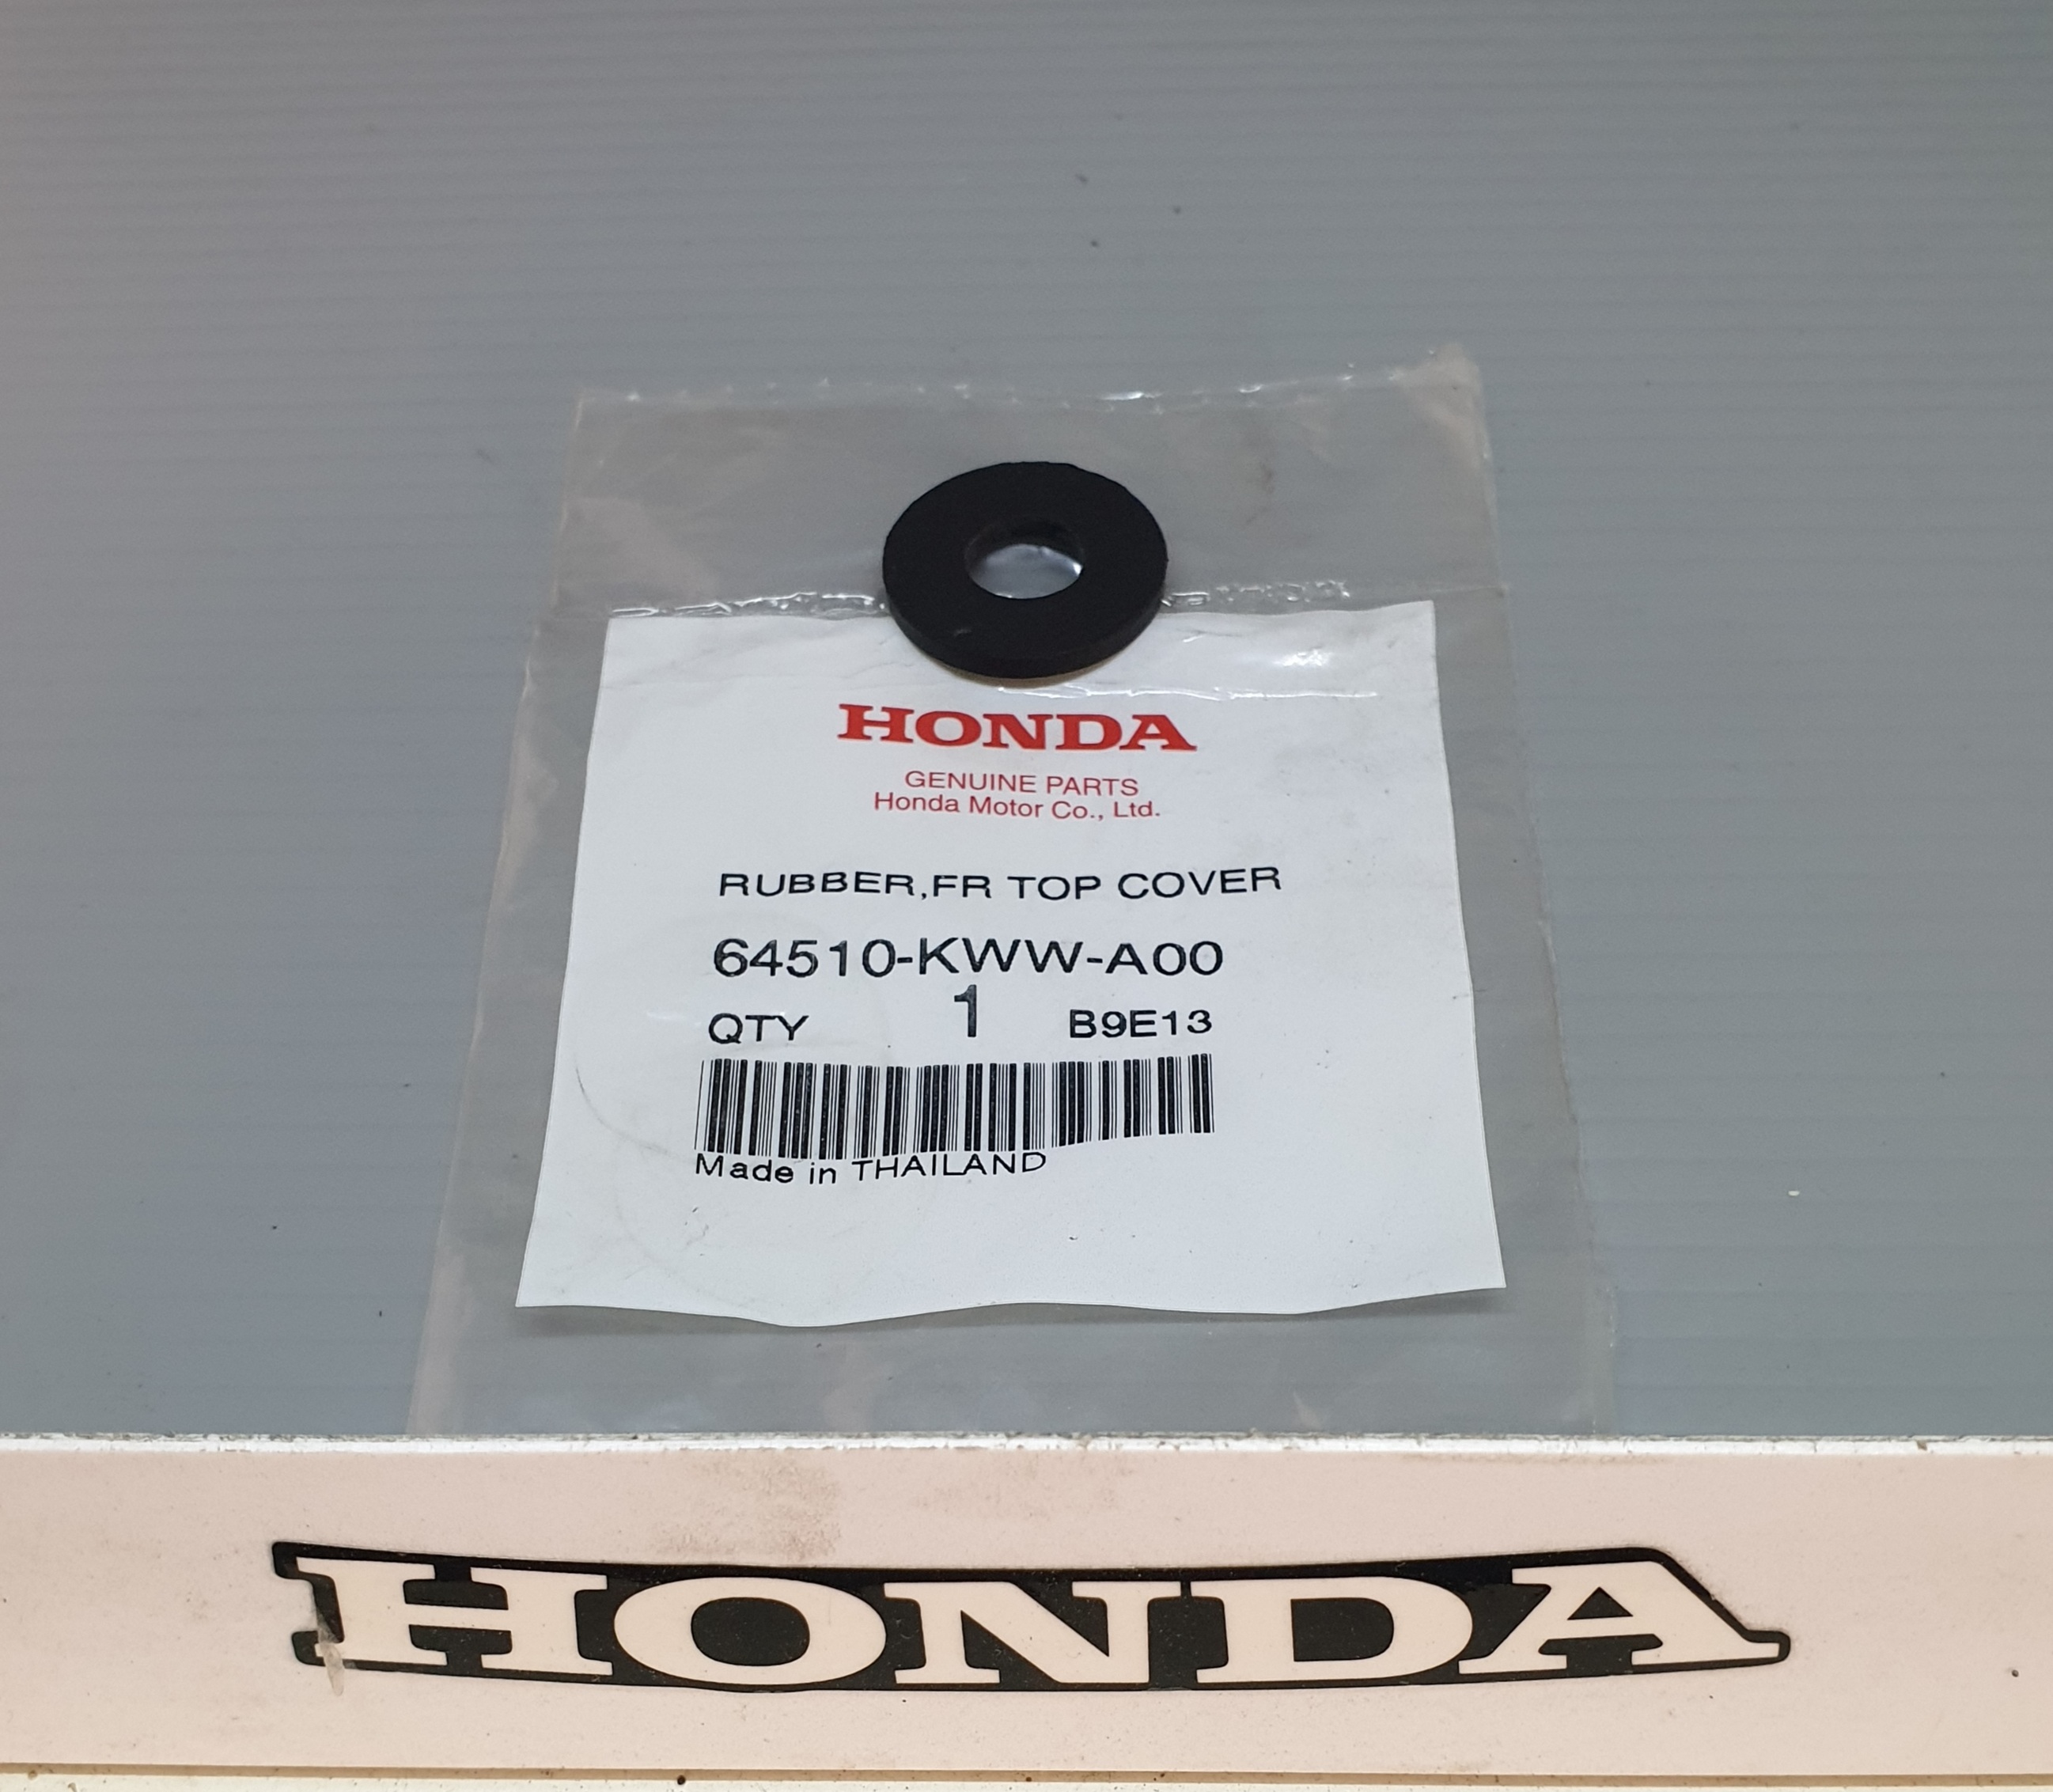 HONDA
GENUINE PARTS
Honda Motor Co., Ltd.
RUBBER,FR TOP COVER
64510-KWW-A00
QTY 1 B9E13
Made in THAILAND
HONDA